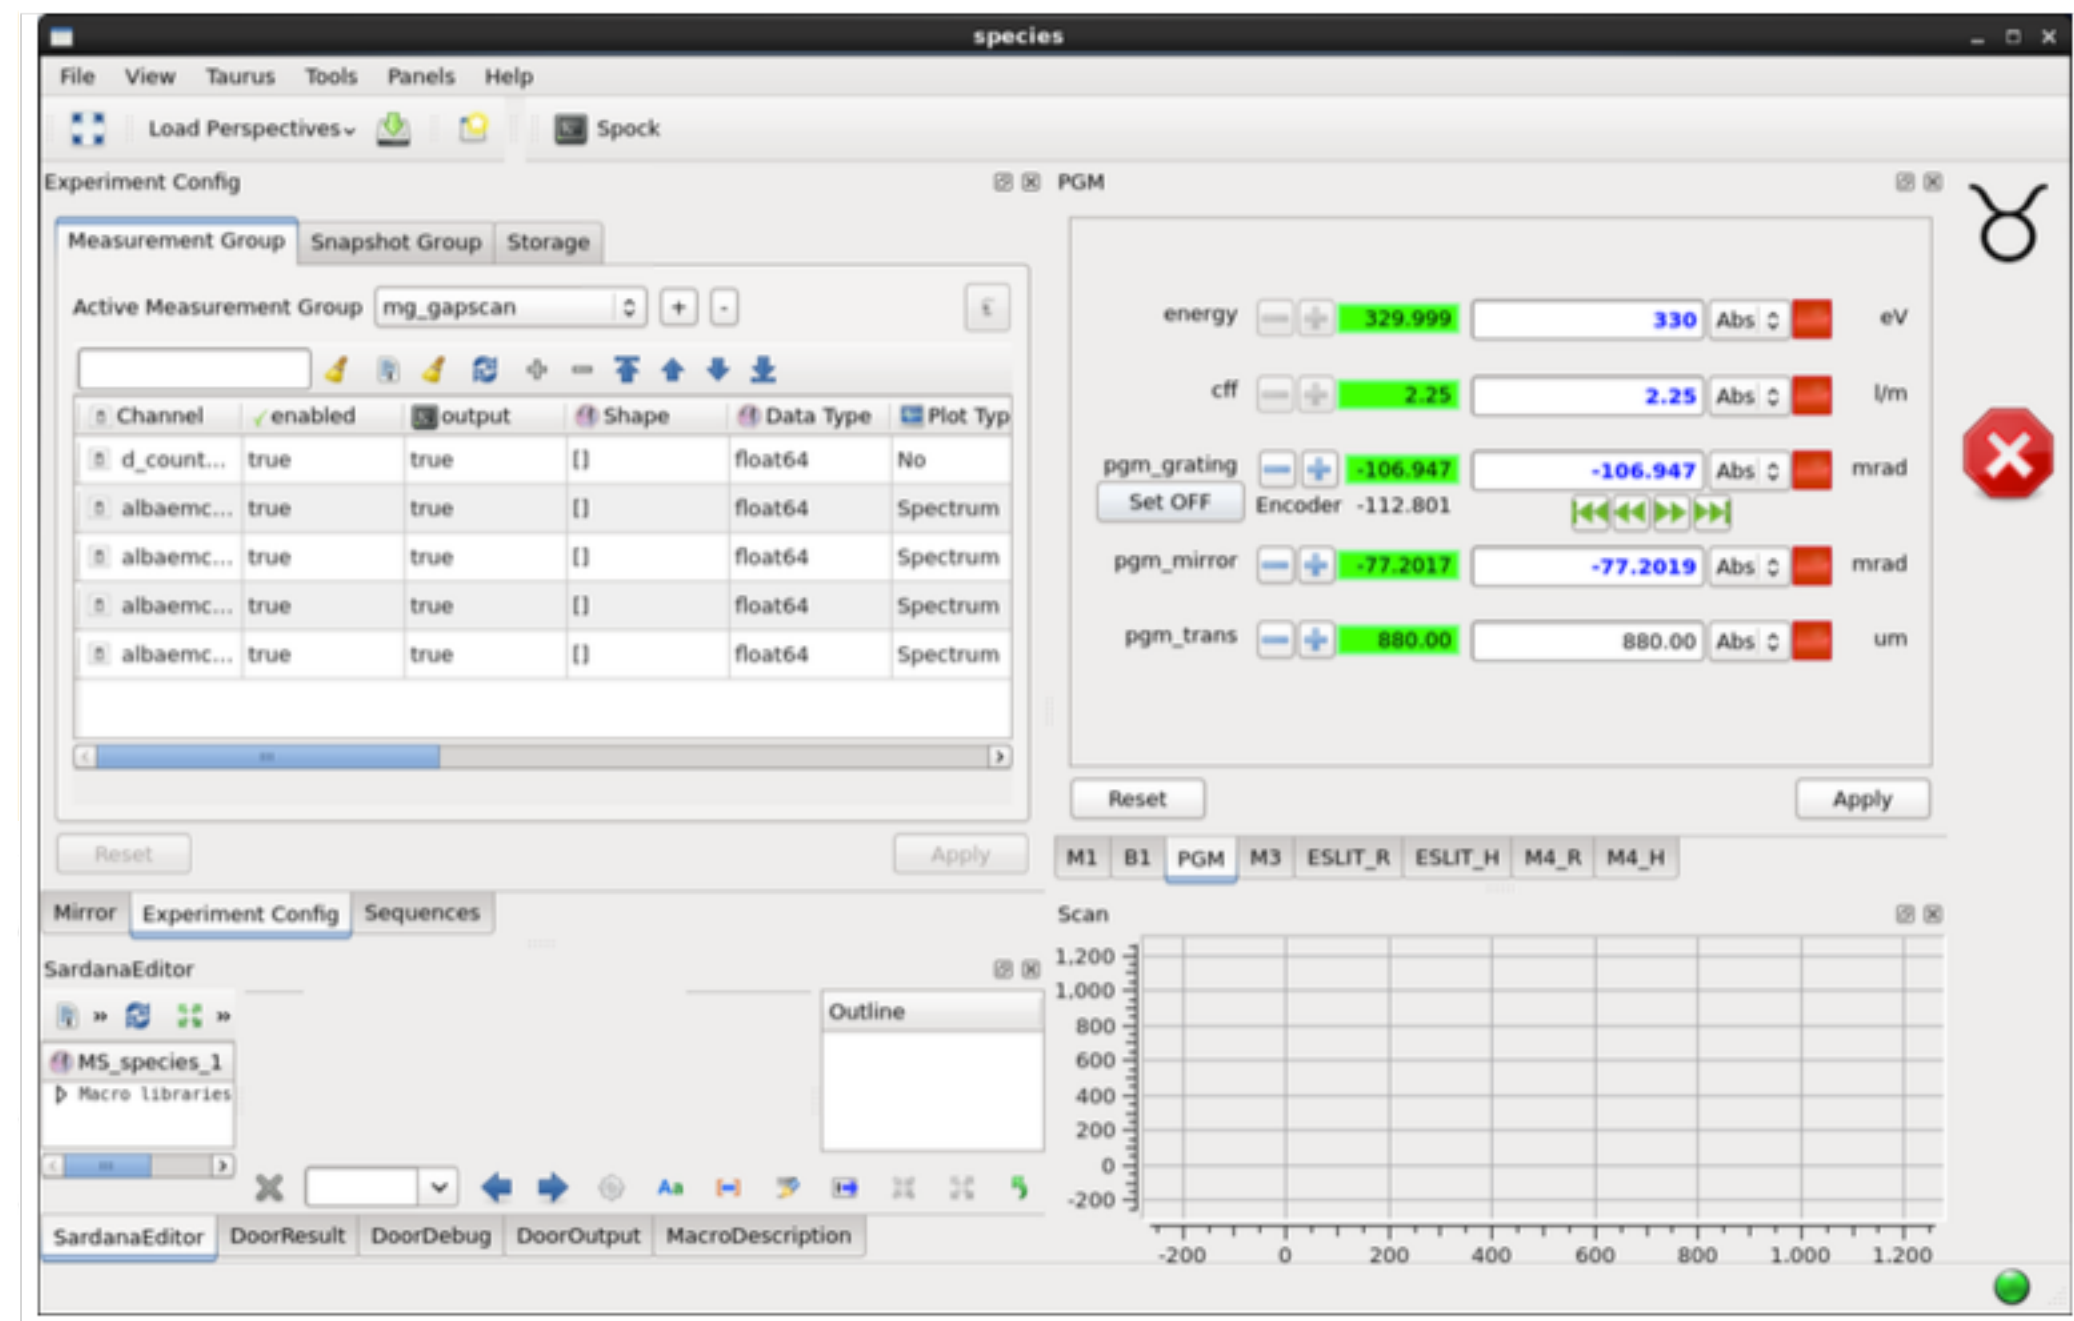 species
File View Taurus Tools Panels Help
Load Perspectives Spock
Experiment Config
Measurement Group Snapshot Group Storage
Active Measurement Group mg_gapscan + -
Channel enabled output Shape Data Type Plot Typ
d_count... true true [] float64 No
albaemc... true true [] float64 Spectrum
albaemc... true true [] float64 Spectrum
albaemc... true true [] float64 Spectrum
albaemc... true true [] float64 Spectrum
Reset Apply
Mirror Experiment Config Sequences
PGM
energy 329.999 330 Abs eV
cff 2.25 2.25 Abs l/m
pgm_grating -106.947 -106.947 Abs mrad
Set OFF Encoder -112.801
pgm_mirror -77.2017 -77.2019 Abs mrad
pgm_trans 880.00 880.00 Abs um
Reset Apply
M1 B1 PGM M3 ESLIT_R ESLIT_H M4_R M4_H
SardanaEditor
Outline
MS_species_1
Macro libraries
Aa
SardanaEditor DoorResult DoorDebug DoorOutput MacroDescription
Scan
1.200
1.000
800
600
400
200
0
-200
-200 0 200 400 600 800 1.000 1.200